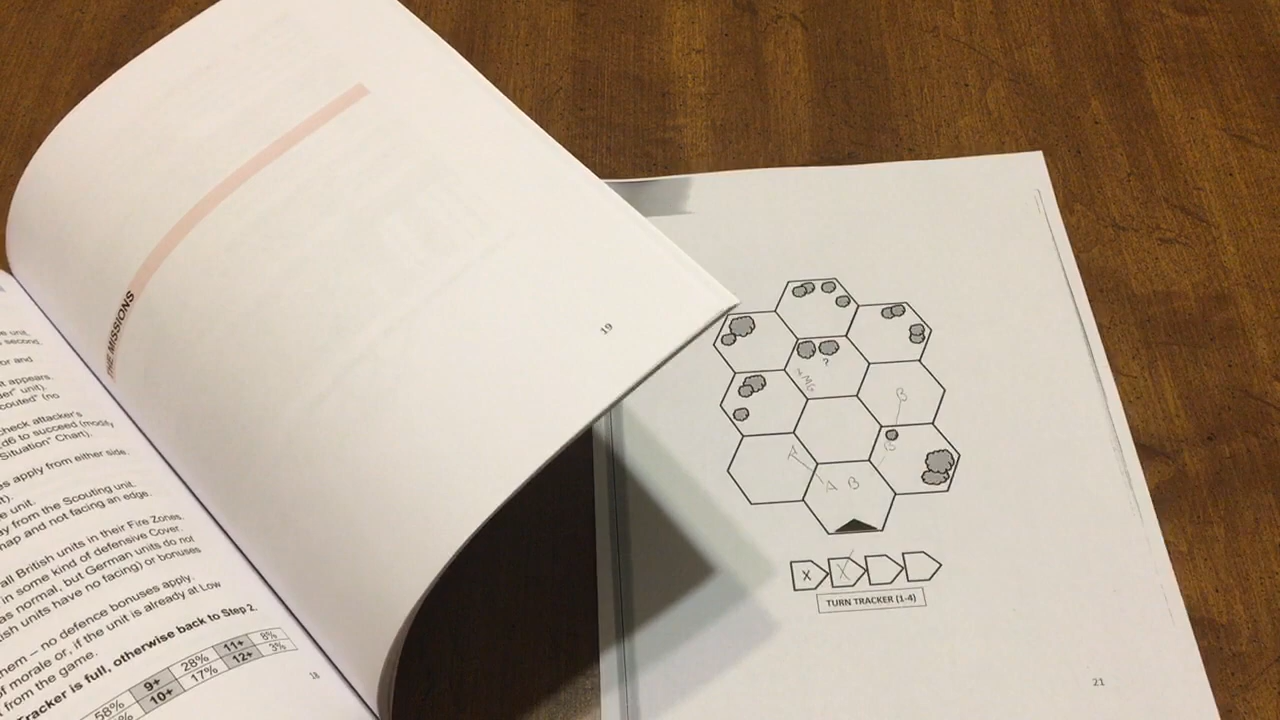 THE MISSIONS
19
e unit.
second.
or and
t appears.
der" unit).
couted" (no
check attacker's
d6 to succeed (modify
Situation" Chart).
es apply from either side.
t).
e unit.
ay from the Scouting unit.
map and not facing an edge.
all British units in their Fire Zones.
in some kind of defensive Cover
as normal, but German units do not
ish units have no facing) or bonuses
hem – no defence bonuses apply.
of morale or, if the unit is already at Low
from the game.
Tracker is full, otherwise back to Step 2.
58% 9+ 28% 11+ 8%
% 10+ 17% 12+ 3%
18
?
MG
B
B
A B
X X
TURN TRACKER (1-4)
21